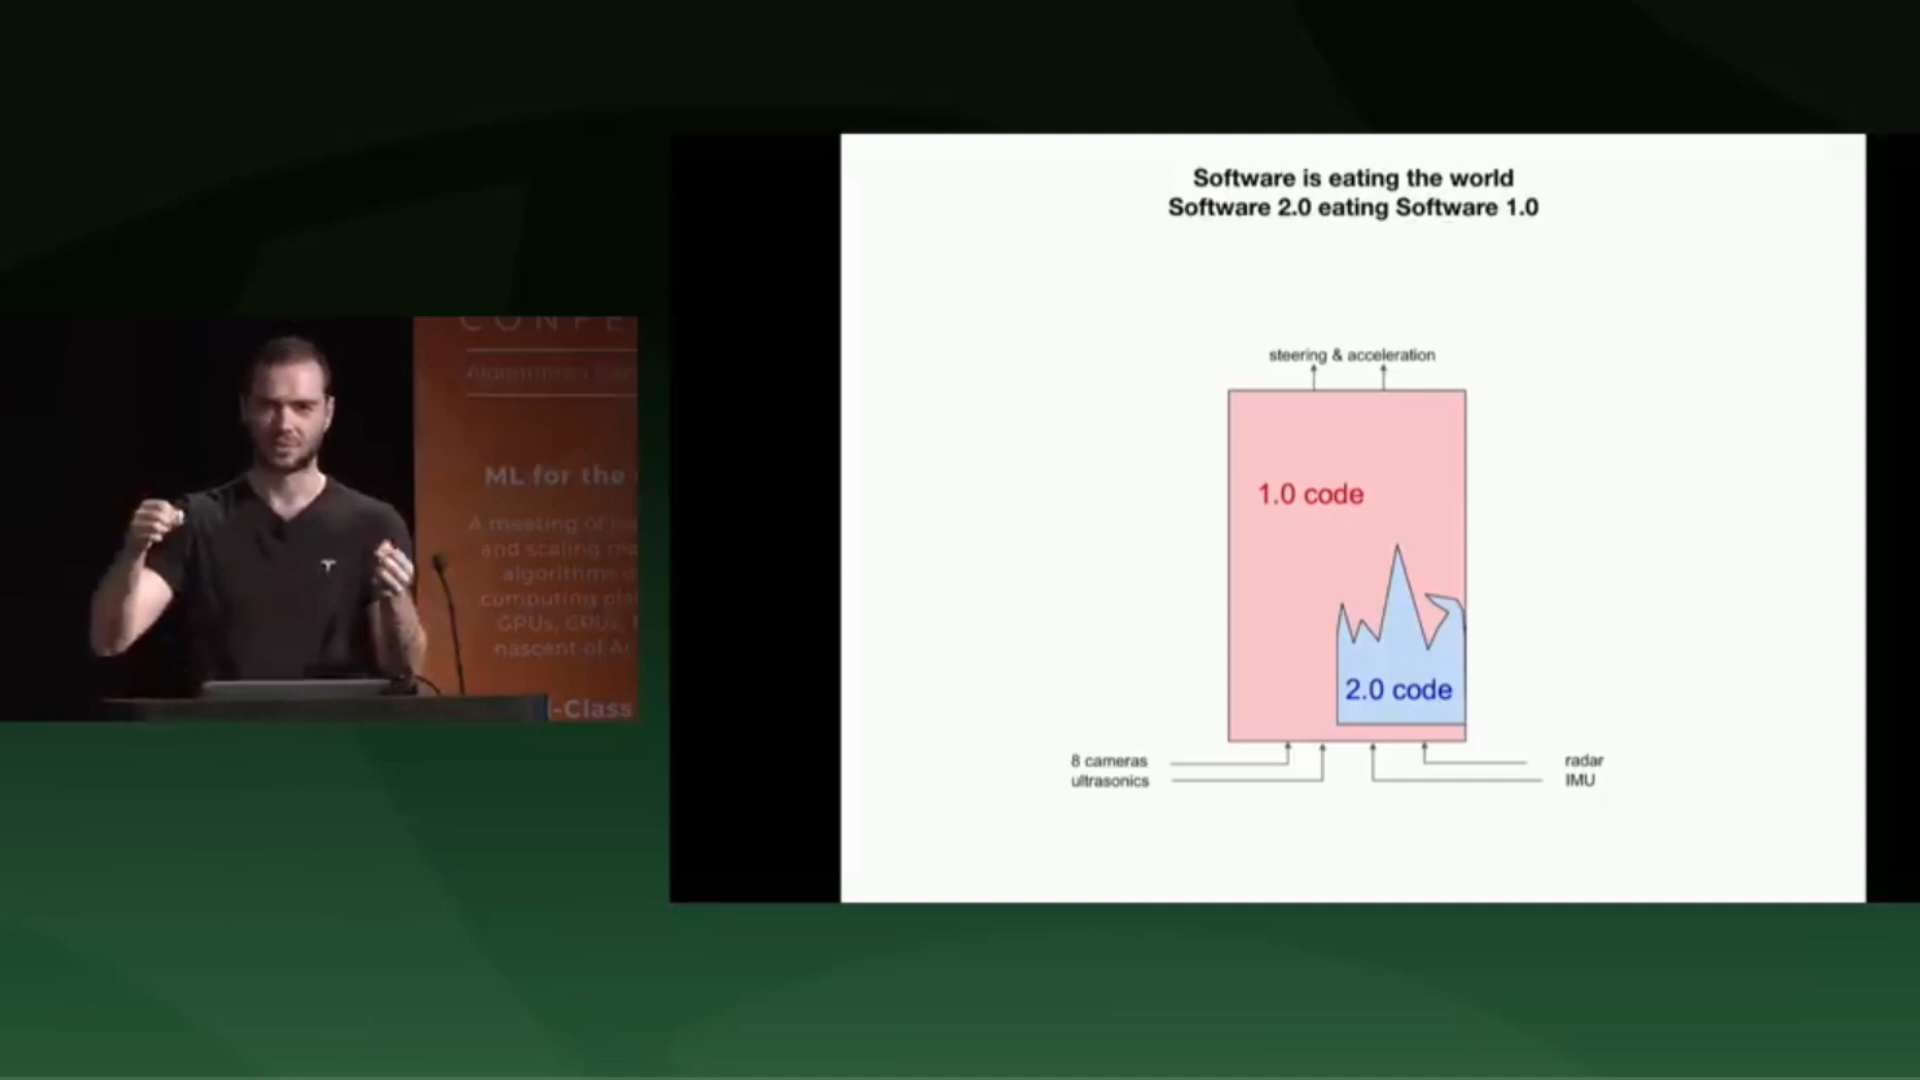 Software is eating the world
Software 2.0 eating Software 1.0
steering & acceleration
1.0 code
2.0 code
8 cameras
ultrasonics
radar
IMU
ML for the
A meeting of
and scaling
algorithms
computing
GPUs, CPUs,
nascent of AI
-Class